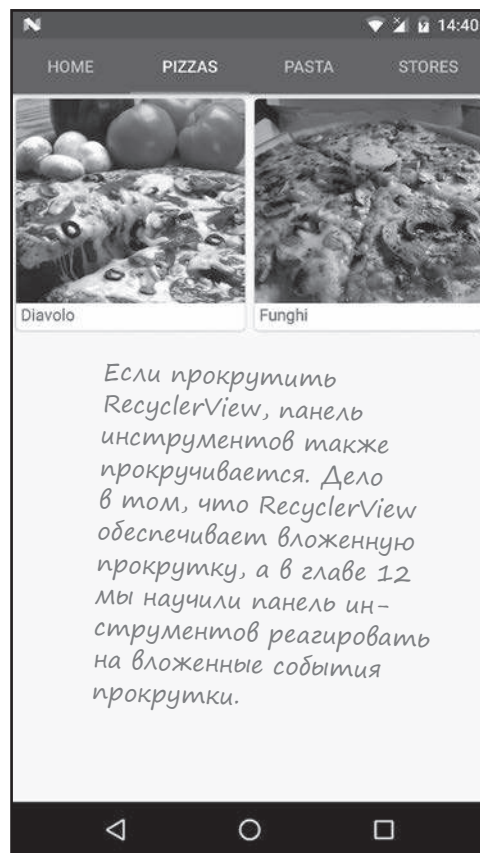 14:40
HOME PIZZAS PASTA STORES
Diavolo Funghi
Если прокрутить
RecyclerView, панель
инструментов также
прокручивается. Дело
в том, что RecyclerView
обеспечивает вложенную
прокрутку, а в главе 12
мы научили панель ин-
струментов реагировать
на вложенные события
прокрутки.